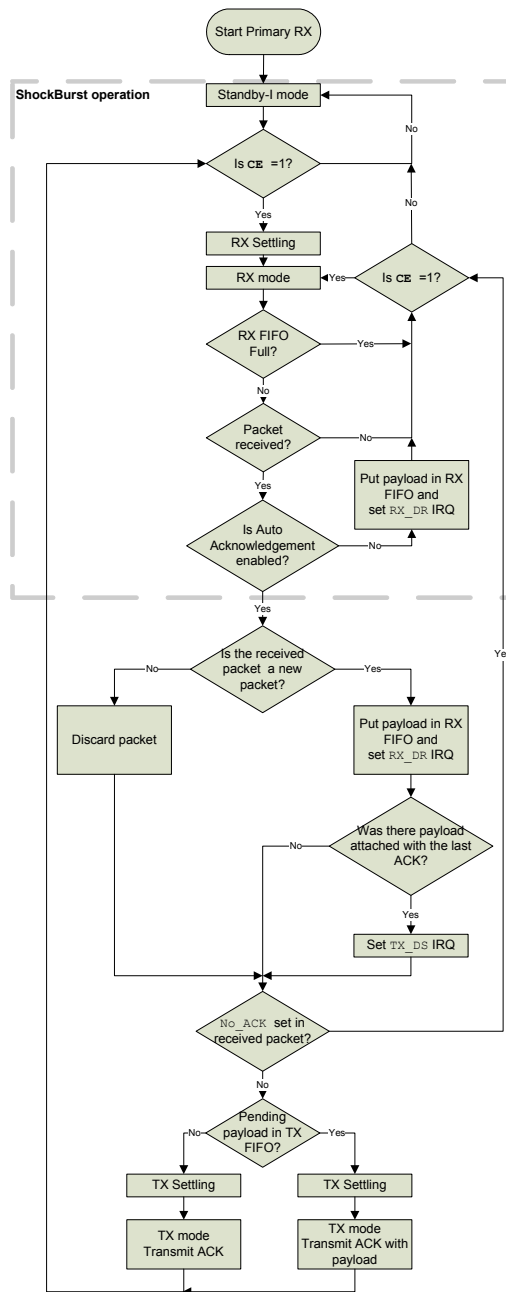 Start Primary RX
ShockBurst operation
Standby-I mode
No
Is CE =1?
No
Yes
RX Settling
RX mode
Yes
Is CE =1?
RX FIFO
Full?
Yes
No
Packet
received?
No
Put payload in RX
FIFO and
set RX_DR IRQ
Yes
Is Auto
Acknowledgement
enabled?
No
Yes
Is the received
packet a new
packet?
No
Yes
Ye
Discard packet
Put payload in RX
FIFO and
set RX_DR IRQ
Was there payload
attached with the last
ACK?
No
Yes
Set TX_DS IRQ
No_ACK set in
received packet?
No
Pending
payload in TX
FIFO?
No
Yes
TX Settling
TX Settling
TX mode
Transmit ACK
TX mode
Transmit ACK with
payload